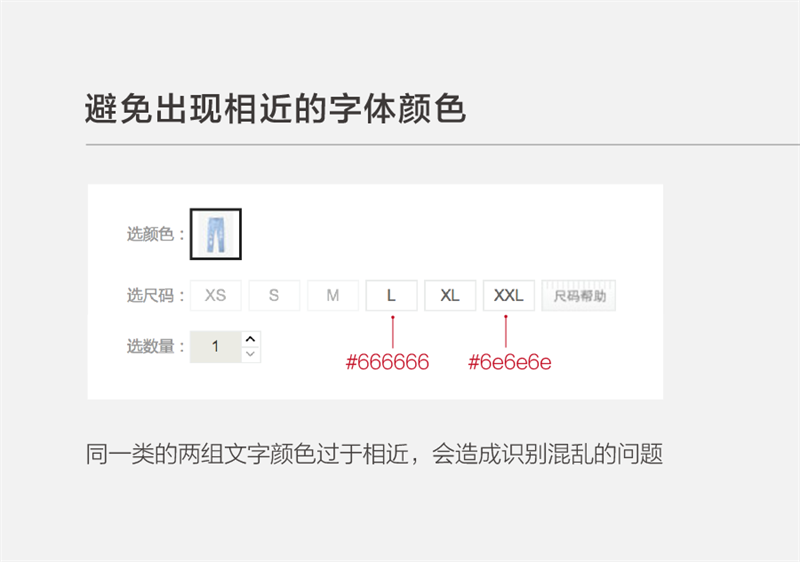 避免出现相近的字体颜色
选颜色：
选尺码： XS S M L XL XXL 尺码帮助
选数量： 1
#666666 #6e6e6e
同一类的两组文字颜色过于相近，会造成识别混乱的问题